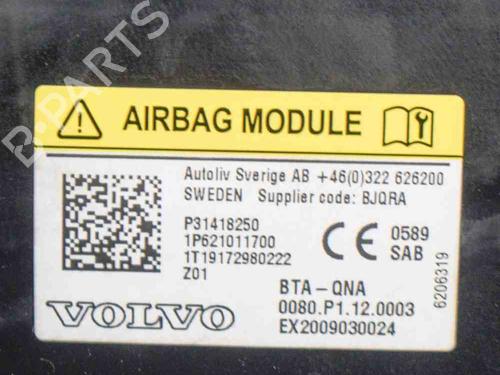 AIRBAG MODULE
Autoliv Sverige AB +46(0)322 626200
SWEDEN Supplier code: BJQRA
P31418250
1P621011700
1T19172980222
Z01
CE 0589
SAB
BTA-QNA
0080.P1.12.0003
EX2009030024
6206319
VOLVO
B-PARTS